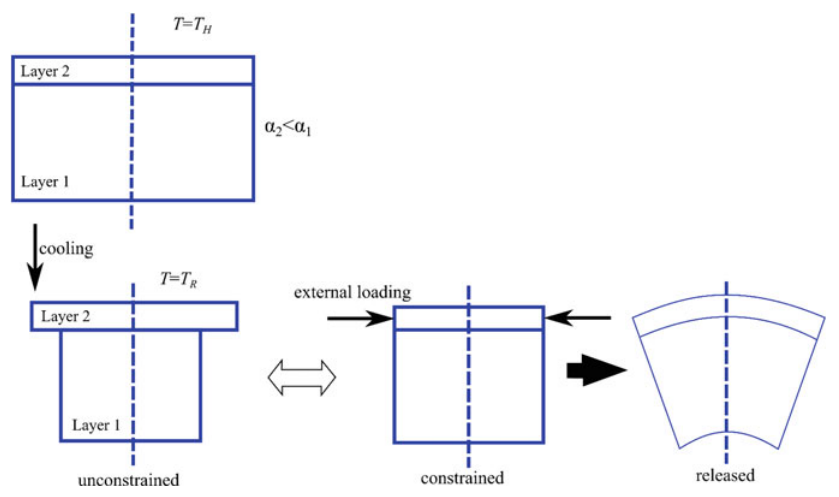 T=T_H
Layer 2
α₂<α₁
Layer 1
cooling
T=T_R
external loading
Layer 2
Layer 1
unconstrained
constrained
released